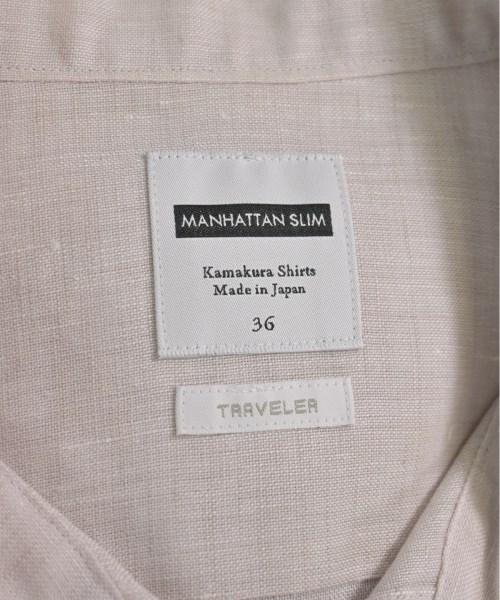 MANHATTAN SLIM
Kamakura Shirts
Made in Japan
36
TRAVELER